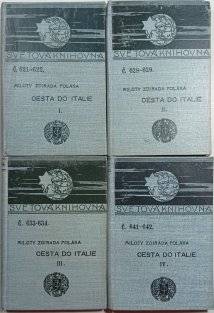 SVĚTOVÁ KNIHOVNA
Č. 621-622.
MILOTY ZDIRADA POLÁKA
CESTA DO ITALIE
I.
SVĚTOVÁ KNIHOVNA
Č. 628-629.
MILOTY ZDIRADA POLÁKA
CESTA DO ITALIE
II.
SVĚTOVÁ KNIHOVNA
Č. 633-634.
MILOTY ZDIRADA POLÁKA
CESTA DO ITALIE
III.
SVĚTOVÁ KNIHOVNA
Č. 641-642.
MILOTY ZDIRADA POLÁKA
CESTA DO ITALIE
IV.